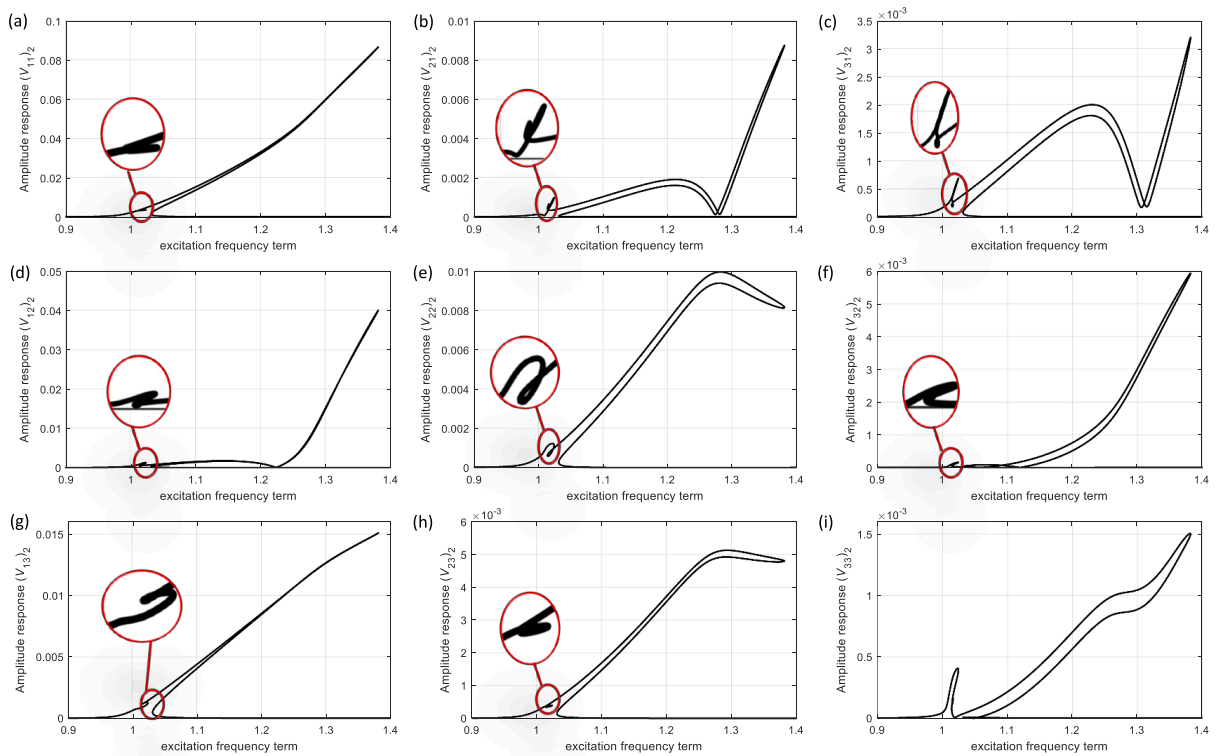 (a)
0.1
0.08
0.06
0.04
0.02
0
Amplitude response (V11)2
0.9 1 1.1 1.2 1.3 1.4
excitation frequency term
(b)
0.01
0.008
0.006
0.004
0.002
0
Amplitude response (V21)2
0.9 1 1.1 1.2 1.3 1.4
excitation frequency term
(c)
×10-3
3.5
3
2.5
2
1.5
1
0.5
0
Amplitude response (V31)2
0.9 1 1.1 1.2 1.3 1.4
excitation frequency term
(d)
0.05
0.04
0.03
0.02
0.01
0
Amplitude response (V12)2
0.9 1 1.1 1.2 1.3 1.4
excitation frequency term
(e)
0.01
0.008
0.006
0.004
0.002
0
Amplitude response (V22)2
0.9 1 1.1 1.2 1.3 1.4
excitation frequency term
(f)
×10-3
6
5
4
3
2
1
0
Amplitude response (V32)2
0.9 1 1.1 1.2 1.3 1.4
excitation frequency term
(g)
0.015
0.01
0.005
0
Amplitude response (V13)2
0.9 1 1.1 1.2 1.3 1.4
excitation frequency term
(h)
×10-3
6
5
4
3
2
1
0
Amplitude response (V23)2
0.9 1 1.1 1.2 1.3 1.4
excitation frequency term
(i)
×10-3
1.5
1
0.5
0
Amplitude response (V33)2
0.9 1 1.1 1.2 1.3 1.4
excitation frequency term